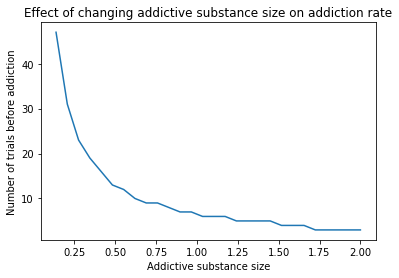 Effect of changing addictive substance size on addiction rate
Number of trials before addiction
40
30
20
10
0.25 0.50 0.75 1.00 1.25 1.50 1.75 2.00
Addictive substance size